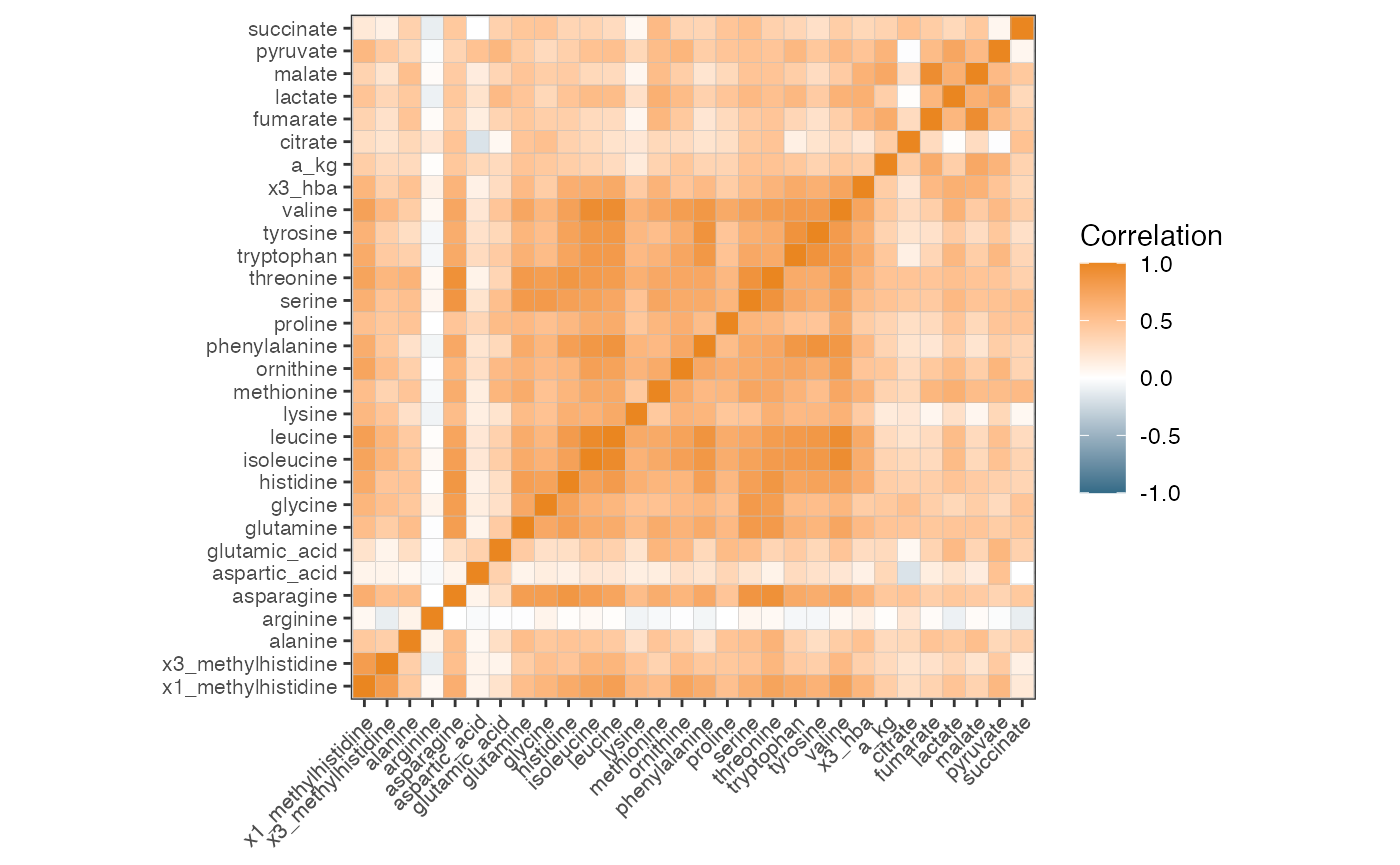 succinate
pyruvate
malate
lactate
fumarate
citrate
a_kg
x3_hba
valine
tyrosine
tryptophan
threonine
serine
proline
phenylalanine
ornithine
methionine
lysine
leucine
isoleucine
histidine
glycine
glutamine
glutamic_acid
aspartic_acid
asparagine
arginine
alanine
x3_methylhistidine
x1_methylhistidine
x1_methylhistidine
x3_methylhistidine
alanine
arginine
asparagine
aspartic_acid
glutamic_acid
glutamine
glycine
histidine
isoleucine
leucine
lysine
methionine
ornithine
phenylalanine
proline
serine
threonine
tryptophan
tyrosine
valine
x3_hba
a_kg
citrate
fumarate
lactate
malate
pyruvate
succinate
Correlation
1.0
0.5
0.0
-0.5
-1.0